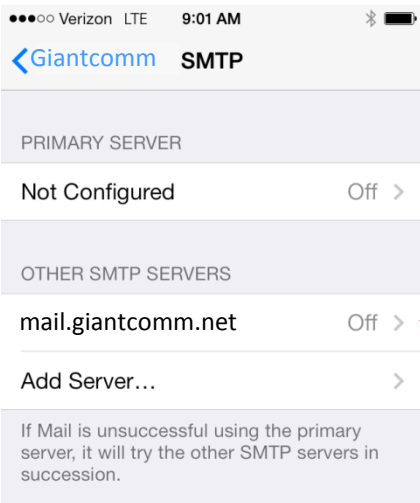 Verizon LTE 9:01 AM
Giantcomm SMTP
PRIMARY SERVER
Not Configured Off
OTHER SMTP SERVERS
mail.giantcomm.net Off
Add Server...
If Mail is unsuccessful using the primary
server, it will try the other SMTP servers in
succession.